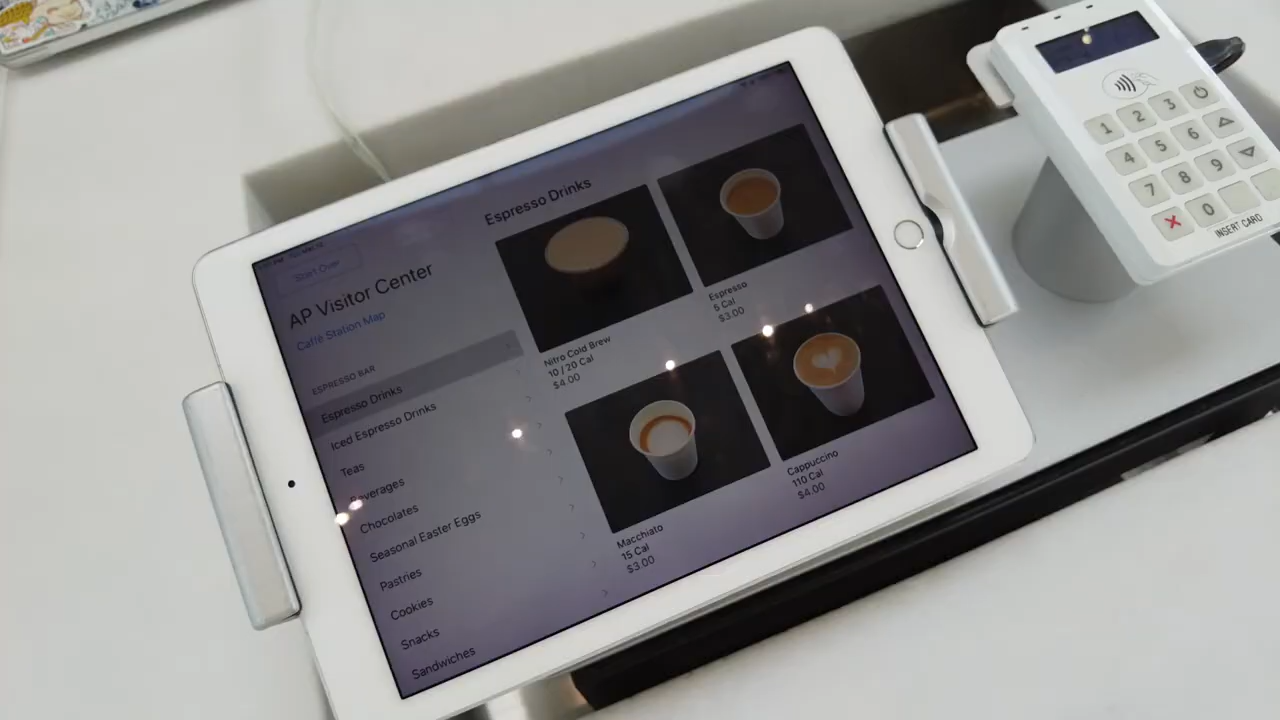 Start Over
AP Visitor Center
Caffè Station Map
ESPRESSO BAR
Espresso Drinks
Iced Espresso Drinks
Teas
Beverages
Chocolates
Seasonal Easter Eggs
Pastries
Cookies
Snacks
Sandwiches
Espresso Drinks
Nitro Cold Brew
10 / 20 Cal
$4.00
Espresso
5 Cal
$3.00
Macchiato
15 Cal
$3.00
Cappuccino
110 Cal
$4.00
1 2 3
4 5 6
7 8 9
X 0
INSERT CARD